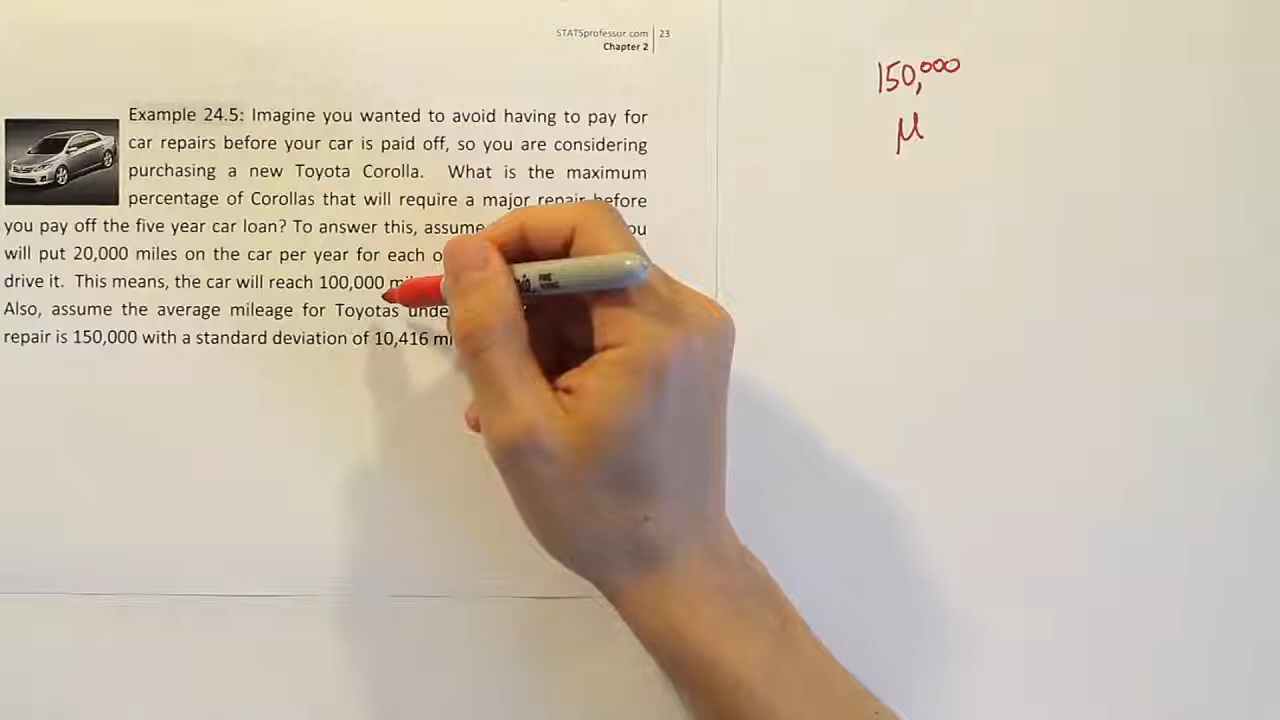 STATSprofessor.com | 23
Chapter 2
150,000
μ
Example 24.5: Imagine you wanted to avoid having to pay for
car repairs before your car is paid off, so you are considering
purchasing a new Toyota Corolla. What is the maximum
percentage of Corollas that will require a major repair before
you pay off the five year car loan? To answer this, assume
will put 20,000 miles on the car per year for each
drive it. This means, the car will reach 100,000
Also, assume the average mileage for Toyotas
repair is 150,000 with a standard deviation of 10,416